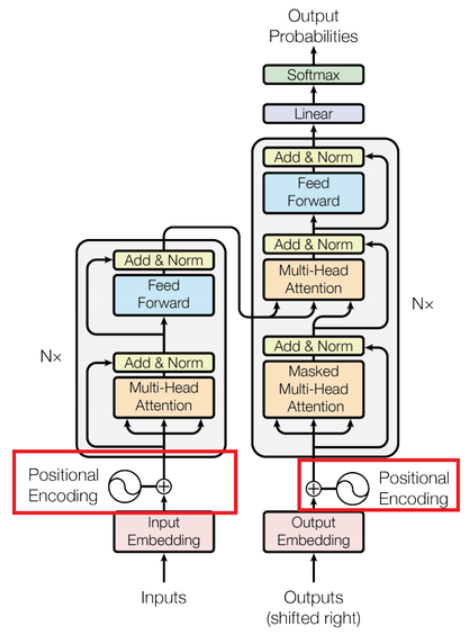 Output
Probabilities
Softmax
Linear
Add & Norm
Feed
Forward
Add & Norm
Multi-Head
Attention
Add & Norm
Masked
Multi-Head
Attention
Nx
Positional
Encoding
Output
Embedding
Outputs
(shifted right)
Add & Norm
Feed
Forward
Add & Norm
Multi-Head
Attention
N×
Positional
Encoding
Input
Embedding
Inputs